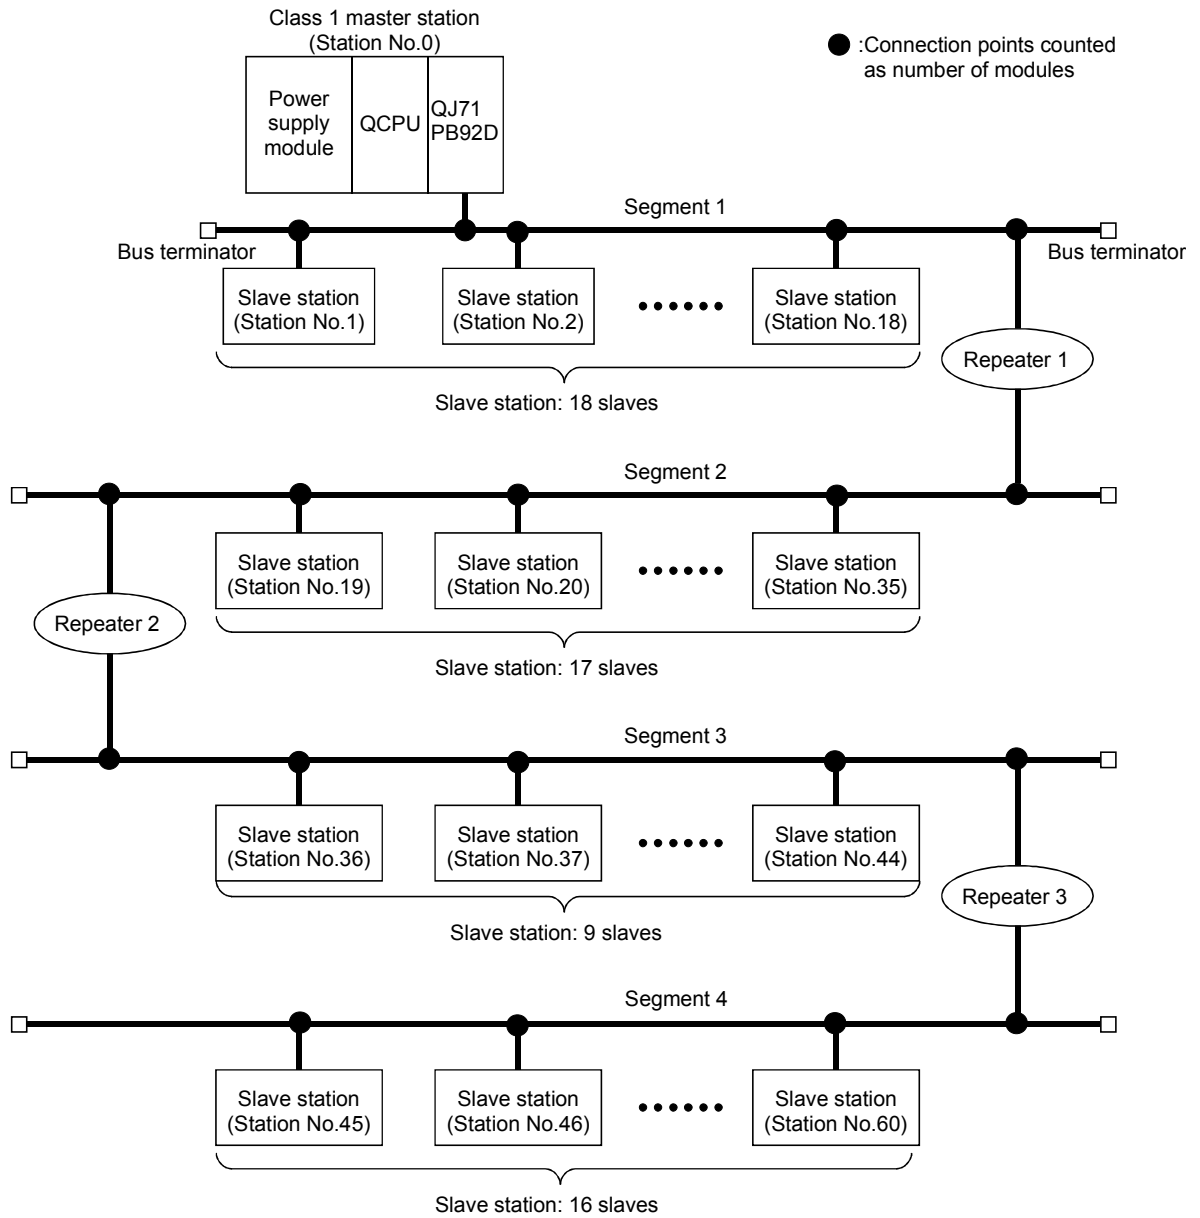 Class 1 master station
(Station No.0)
:Connection points counted
as number of modules
Power
supply
module
QCPU
QJ71
PB92D
Segment 1
Bus terminator
Bus terminator
Slave station
(Station No.1)
Slave station
(Station No.2)
Slave station
(Station No.18)
Repeater 1
Slave station: 18 slaves
Segment 2
Slave station
(Station No.19)
Slave station
(Station No.20)
Slave station
(Station No.35)
Repeater 2
Slave station: 17 slaves
Segment 3
Slave station
(Station No.36)
Slave station
(Station No.37)
Slave station
(Station No.44)
Repeater 3
Slave station: 9 slaves
Segment 4
Slave station
(Station No.45)
Slave station
(Station No.46)
Slave station
(Station No.60)
Slave station: 16 slaves